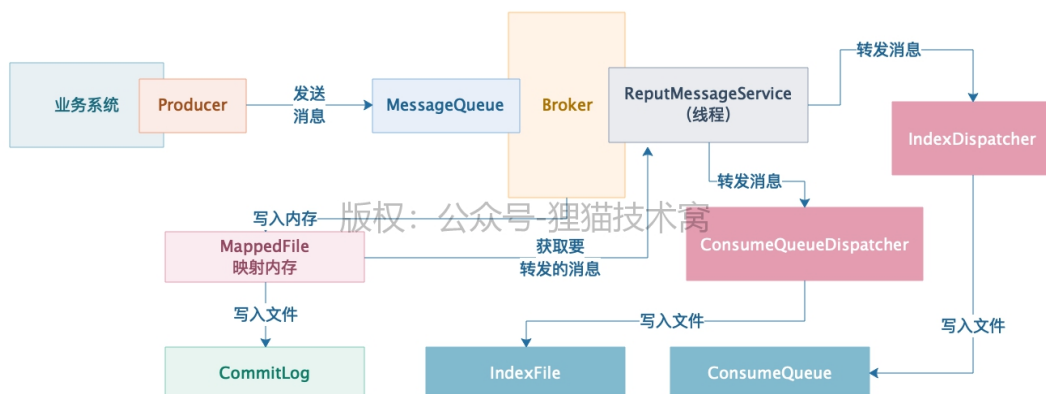 转发消息
业务系统
Producer
发送
消息
MessageQueue
Broker
ReputMessageService
（线程）
IndexDispatcher
转发消息
版权：公众号-狸猫技术窝
写入内存
MappedFile
映射内存
获取要
转发的消息
ConsumeQueueDispatcher
写入文件
写入文件
写入文件
CommitLog
IndexFile
ConsumeQueue